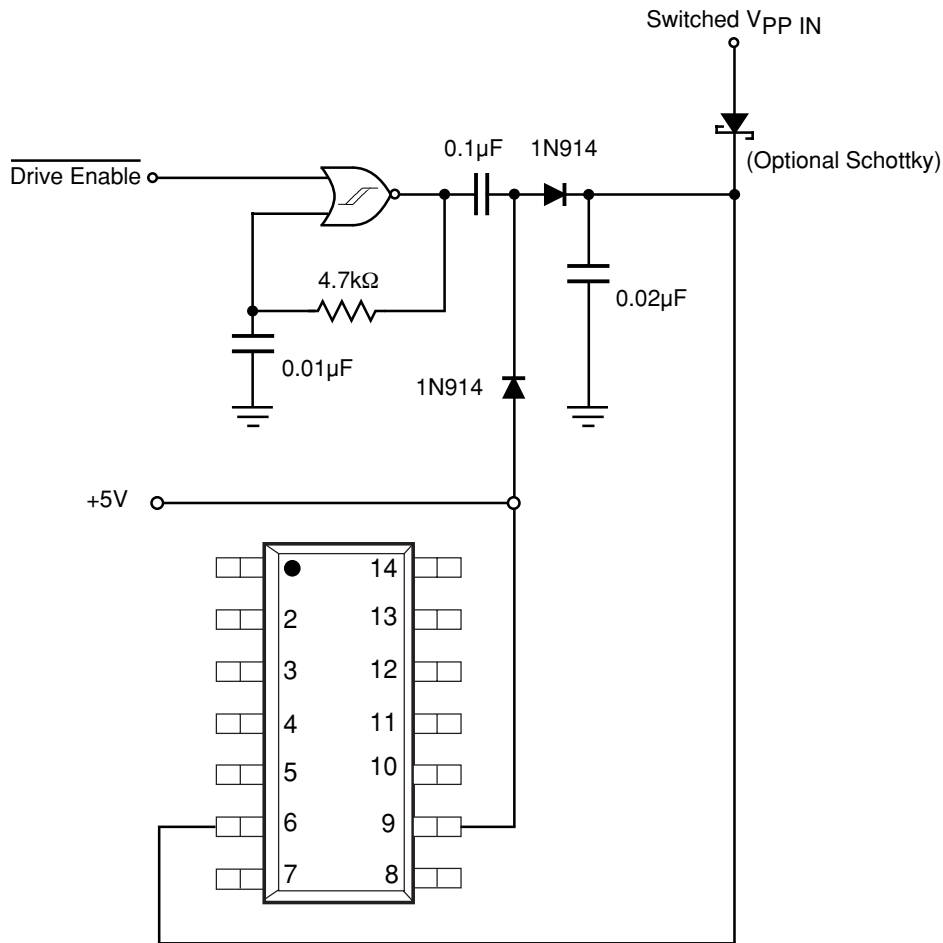 Switched VPP IN
0.1µF
1N914
(Optional Schottky)
Drive Enable
4.7kΩ
0.02µF
0.01µF
1N914
+5V
14
2
13
3
12
4
11
5
10
6
9
7
8